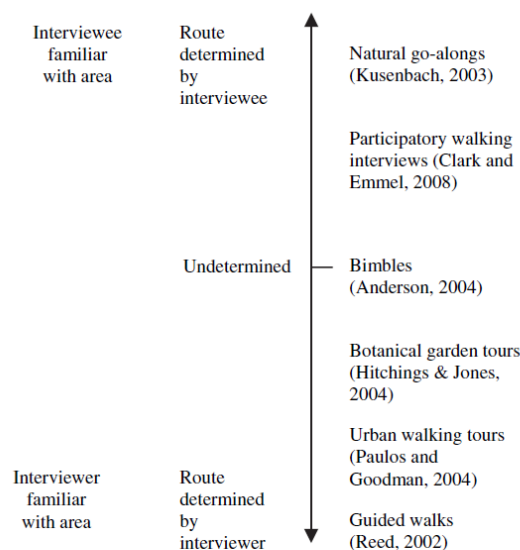 Interviewee
familiar
with area
Route
determined
by
interviewee
Natural go-alongs
(Kusenbach, 2003)
Participatory walking
interviews (Clark and
Emmel, 2008)
Undetermined
Bimbles
(Anderson, 2004)
Botanical garden tours
(Hitchings & Jones,
2004)
Urban walking tours
(Paulos and
Goodman, 2004)
Interviewer
familiar
with area
Route
determined
by
interviewer
Guided walks
(Reed, 2002)